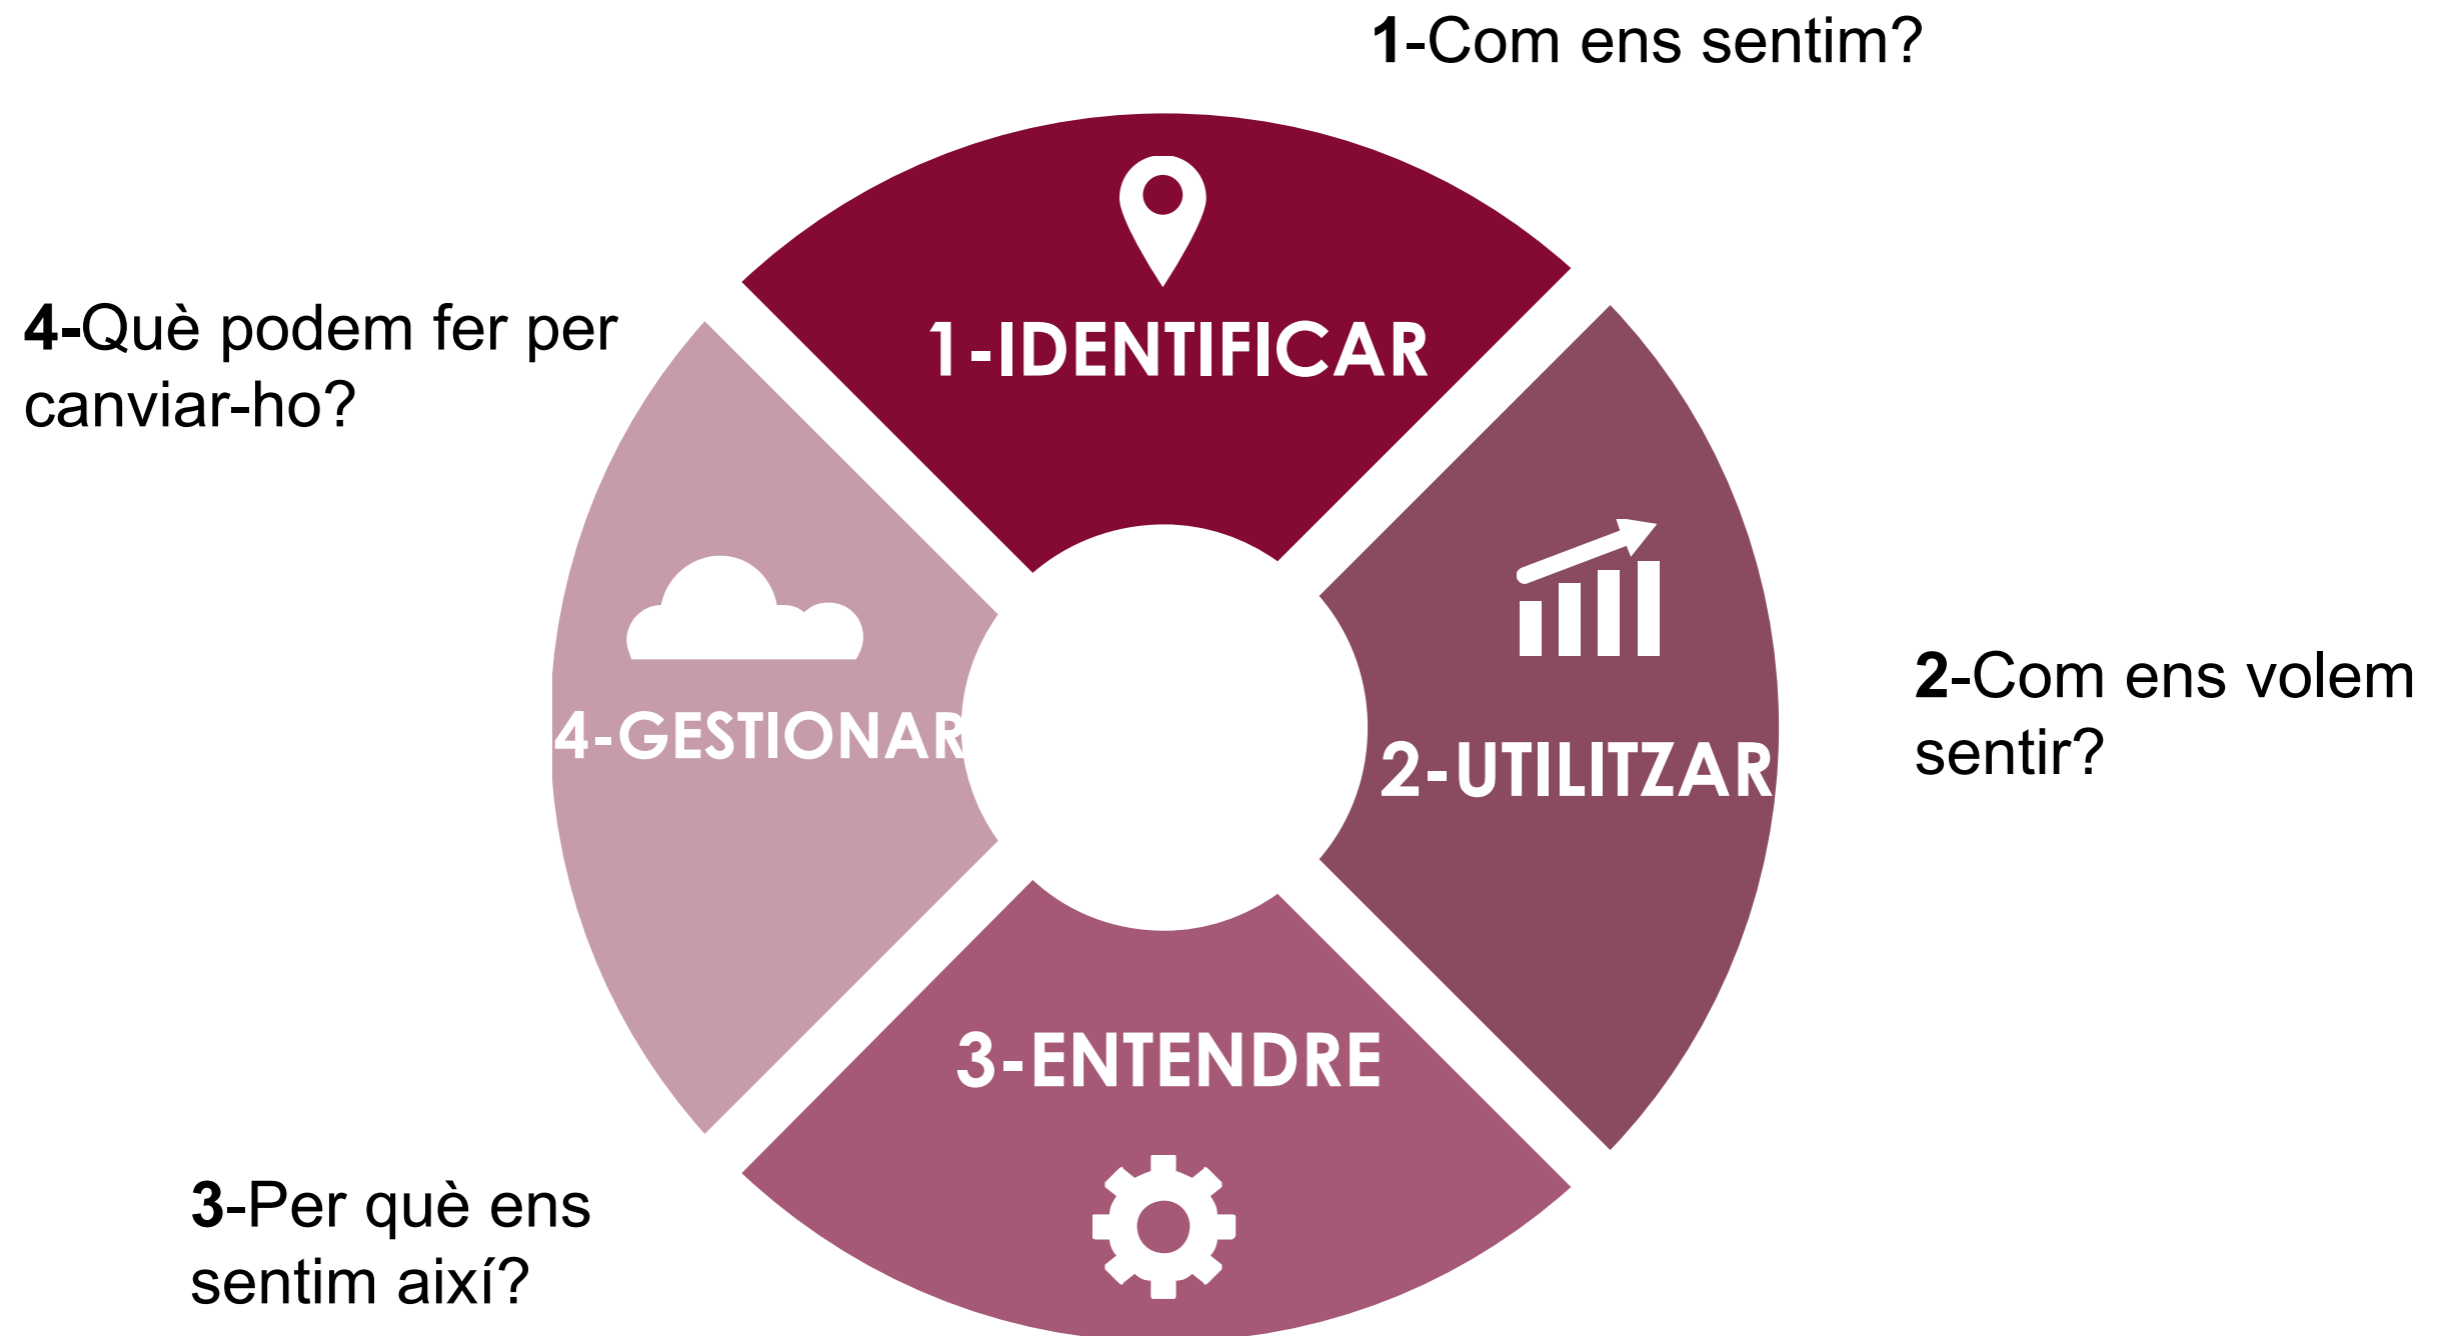 1-Com ens sentim?
1-IDENTIFICAR
4-Què podem fer per
canviar-ho?
2-Com ens volem
sentir?
2-UTILITZAR
4-GESTIONAR
3-ENTENDRE
3-Per què ens
sentim així?